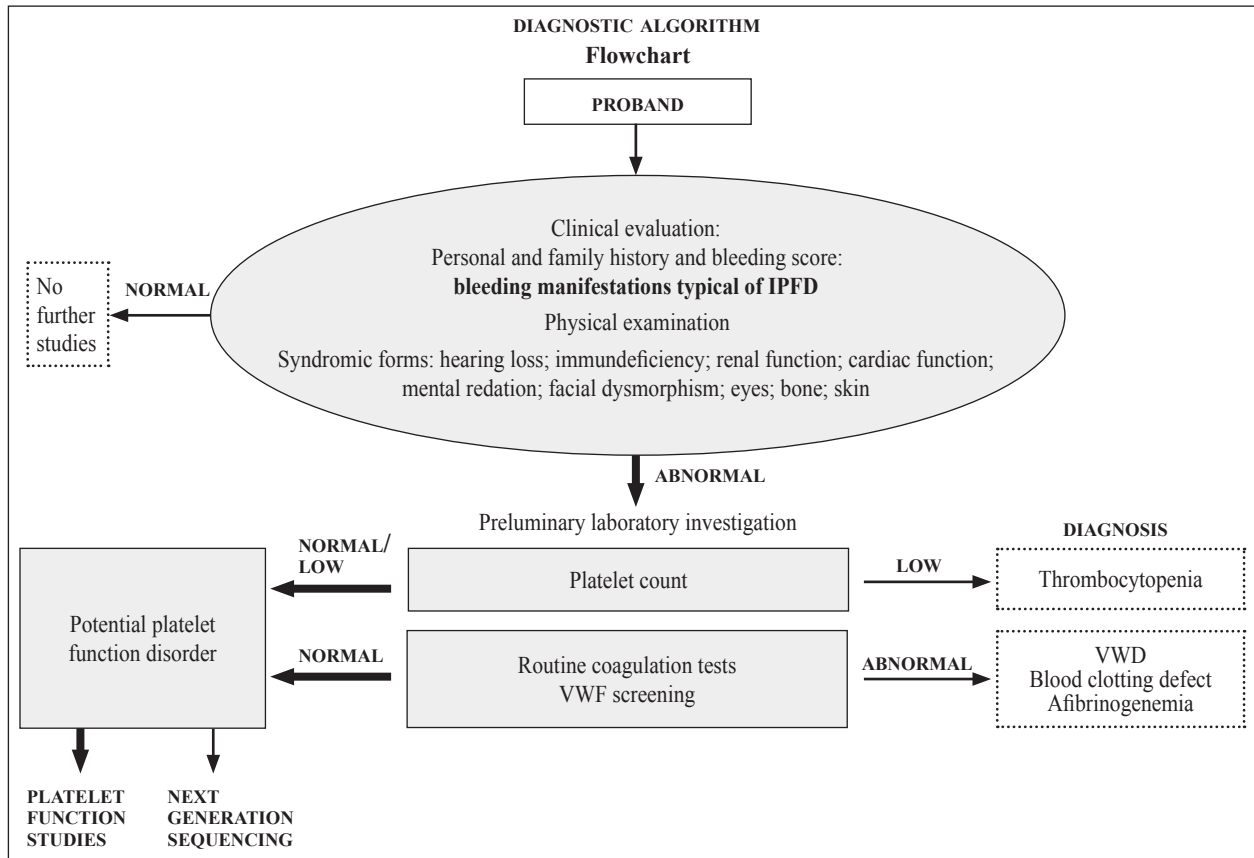 DIAGNOSTIC ALGORITHM
Flowchart
PROBAND
Clinical evaluation:
Personal and family history and bleeding score:
bleeding manifestations typical of IPFD
Physical examination
Syndromic forms: hearing loss; immundeficiency; renal function; cardiac function;
mental redation; facial dysmorphism; eyes; bone; skin
NORMAL
No
further
studies
ABNORMAL
Preluminary laboratory investigation
DIAGNOSIS
NORMAL/
LOW
Platelet count
LOW
Thrombocytopenia
Potential platelet
function disorder
NORMAL
Routine coagulation tests
VWF screening
ABNORMAL
VWD
Blood clotting defect
Afibrinogenemia
PLATELET
FUNCTION
STUDIES
NEXT
GENERATION
SEQUENCING